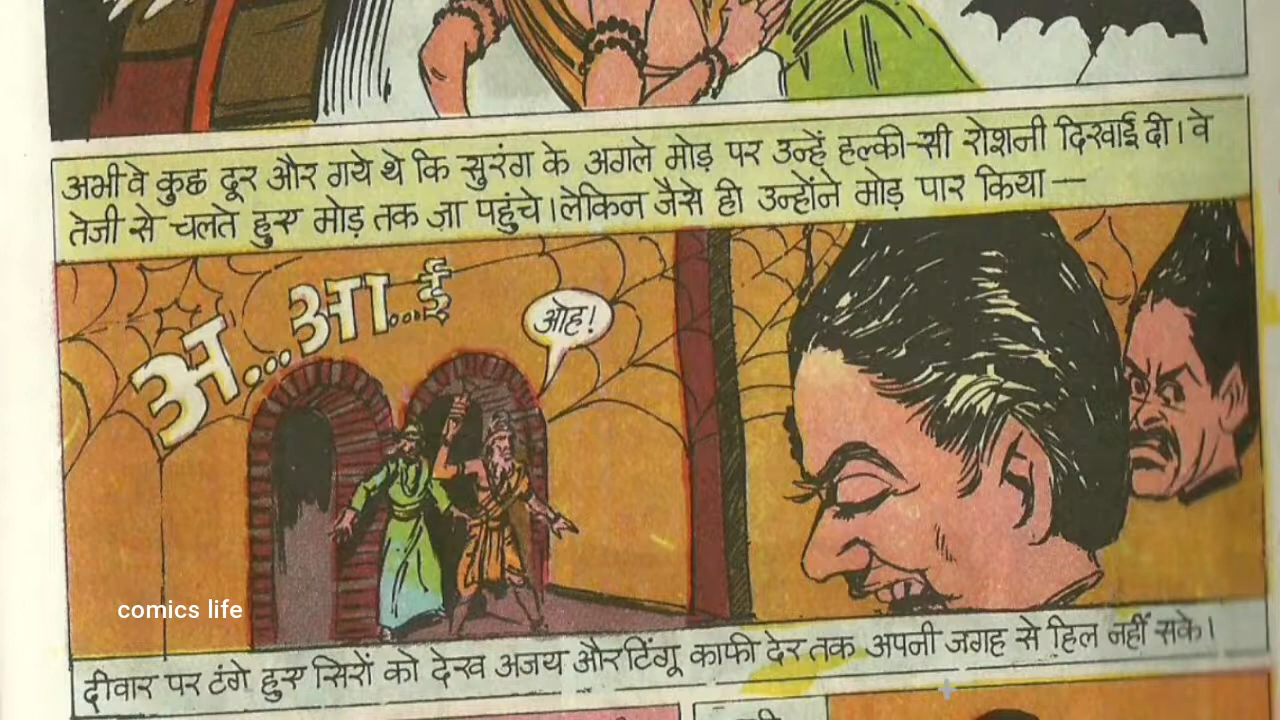 अभी वे कुछ दूर और गये थे कि सुरंग के अगले मोड़ पर उन्हें हल्की-सी रोशनी दिखाई दी। वे
तेजी से चलते हुए मोड़ तक जा पहुंचे। लेकिन जैसे ही उन्होंने मोड़ पार किया —
अ...आ...ई
ओह!
comics life
दीवार पर टंगे हुए सिरों को देख अजय और टिंगू काफी देर तक अपनी जगह से हिल नहीं सके।